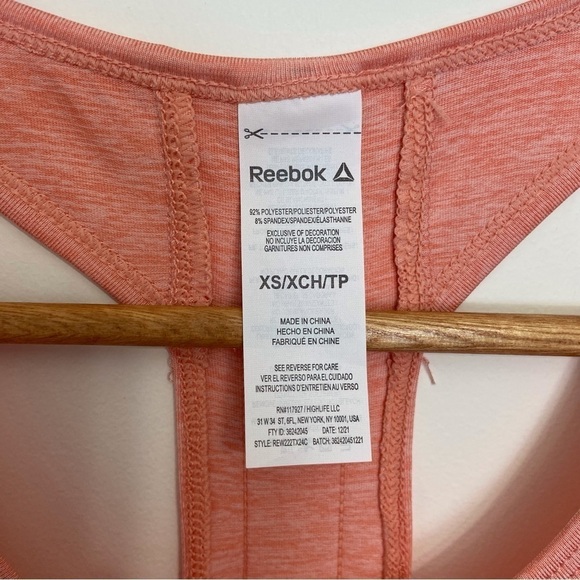 Reebok
92% POLYESTER/POLIESTER/POLYESTER
8% SPANDEX/SPANDEX/ÉLASTHANNE
EXCLUSIVE OF DECORATION
NO INCLUYE LA DECORACION
GARNITURES NON COMPRISES
XS/XCH/TP
MADE IN CHINA
HECHO EN CHINA
FABRIQUÉ EN CHINE
SEE REVERSE FOR CARE
VER EL REVERSO PARA EL CUIDADO
INSTRUCTIONS D'ENTRETIEN AU VERSO
RN#117927 / HIGHLIFE LLC
31 W 34 ST, 6FL, NEW YORK, NY 10001, USA
FTY ID: 36242045 DATE: 12/21
STYLE: REW222TX24C BATCH: 362420451221